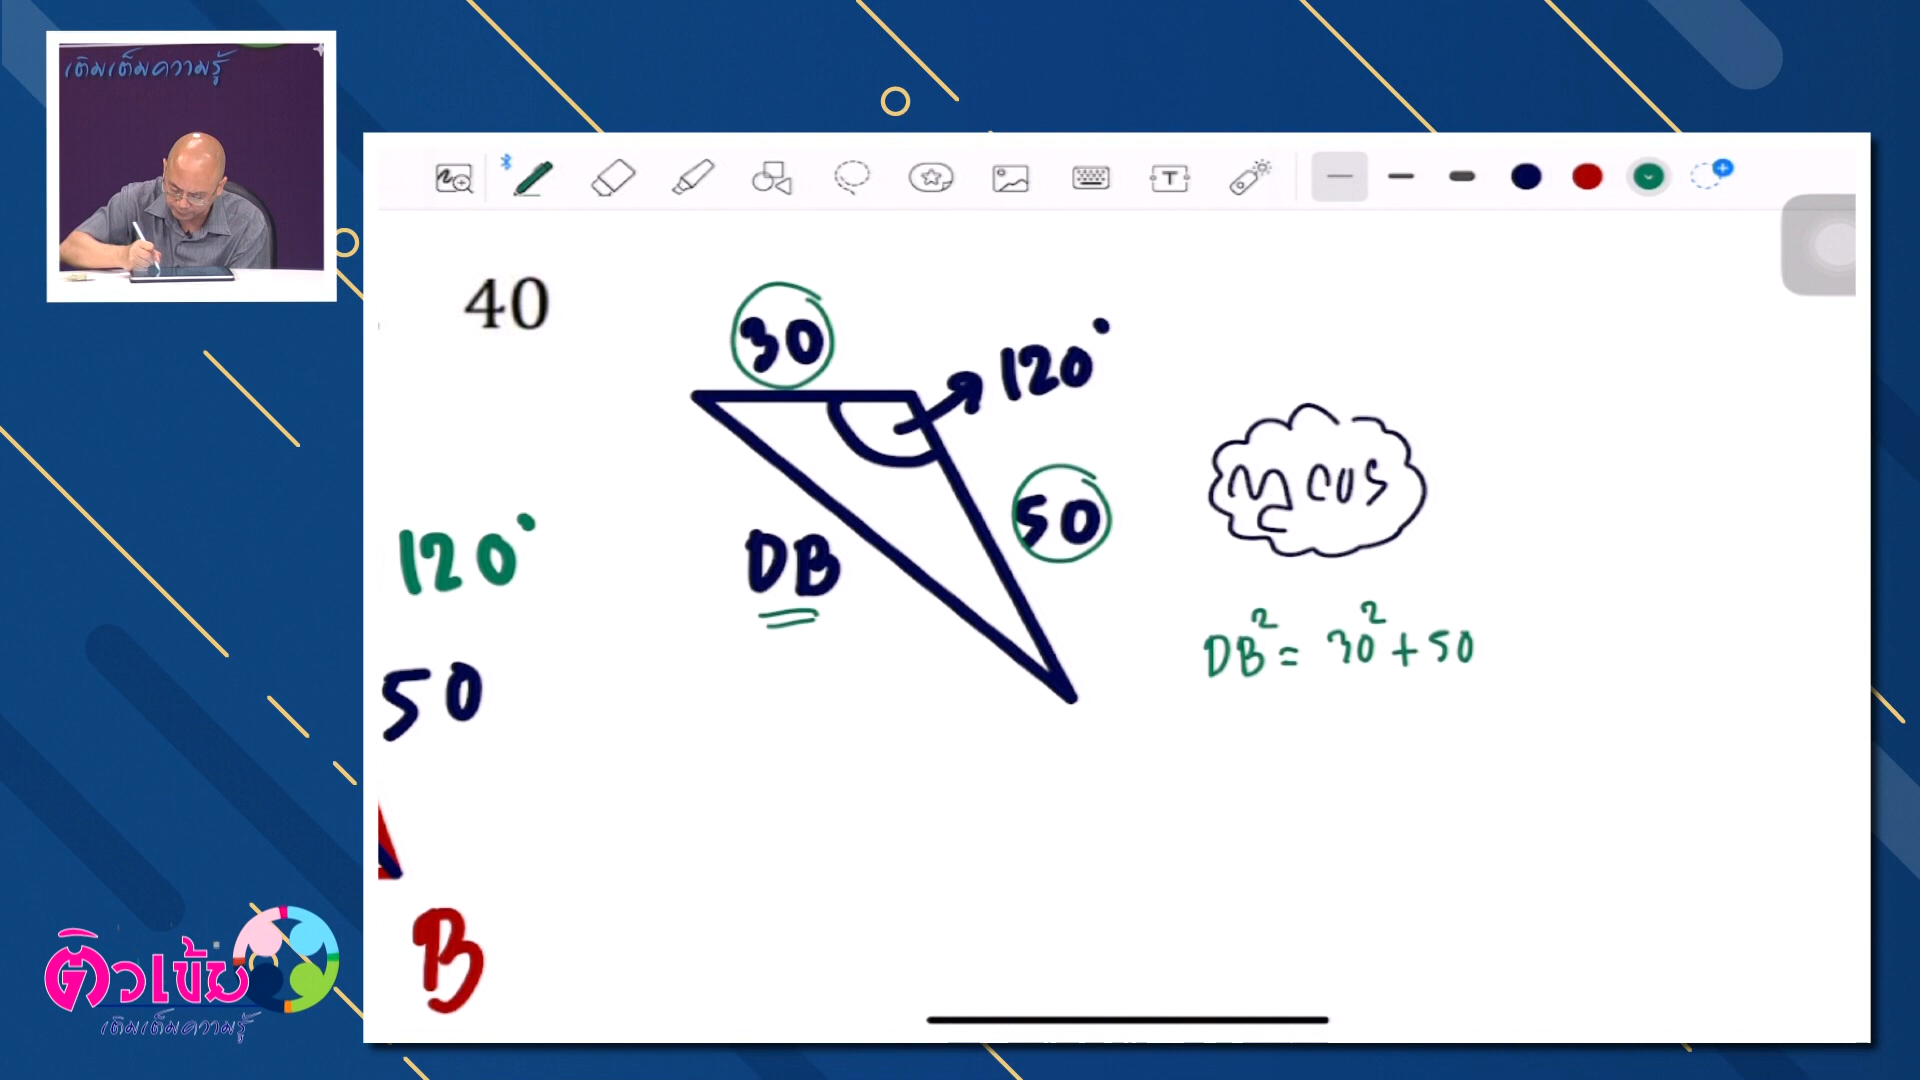 เติมเต็มความรู้
40
30
120°
กฎ cos
120°
50
DB
DB² = 30² + 50
50
B
ติวเข้ม
เติมเต็มความรู้